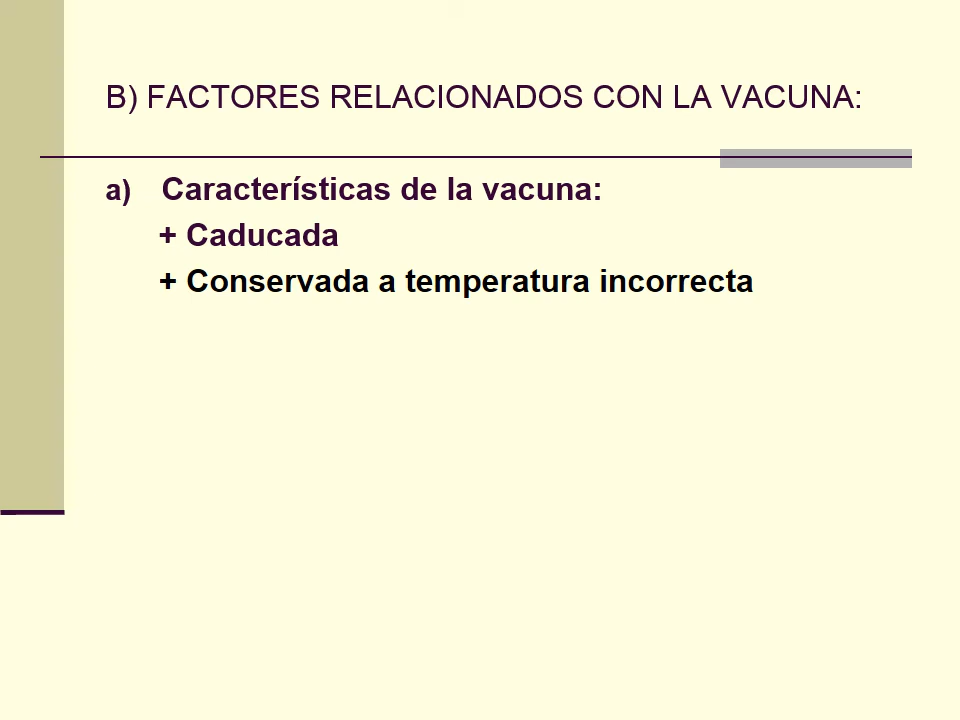 B) FACTORES RELACIONADOS CON LA VACUNA:
a) Características de la vacuna:
+ Caducada
+ Conservada a temperatura incorrecta